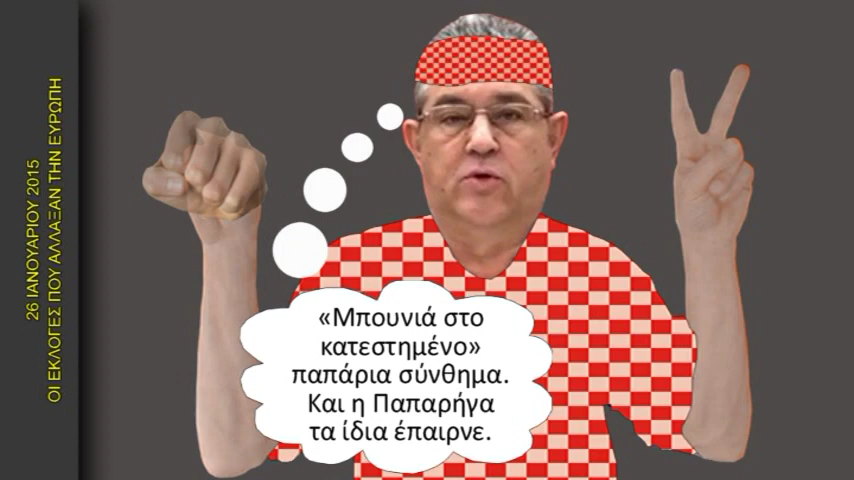 26 ΙΑΝΟΥΑΡΙΟΥ 2015
ΟΙ ΕΚΛΟΓΕΣ ΠΟΥ ΑΛΛΑΞΑΝ ΤΗΝ ΕΥΡΩΠΗ
«Μπουνιά στο
κατεστημένο»
παπάρια σύνθημα.
Και η Παπαρήγα
τα ίδια έπαιρνε.